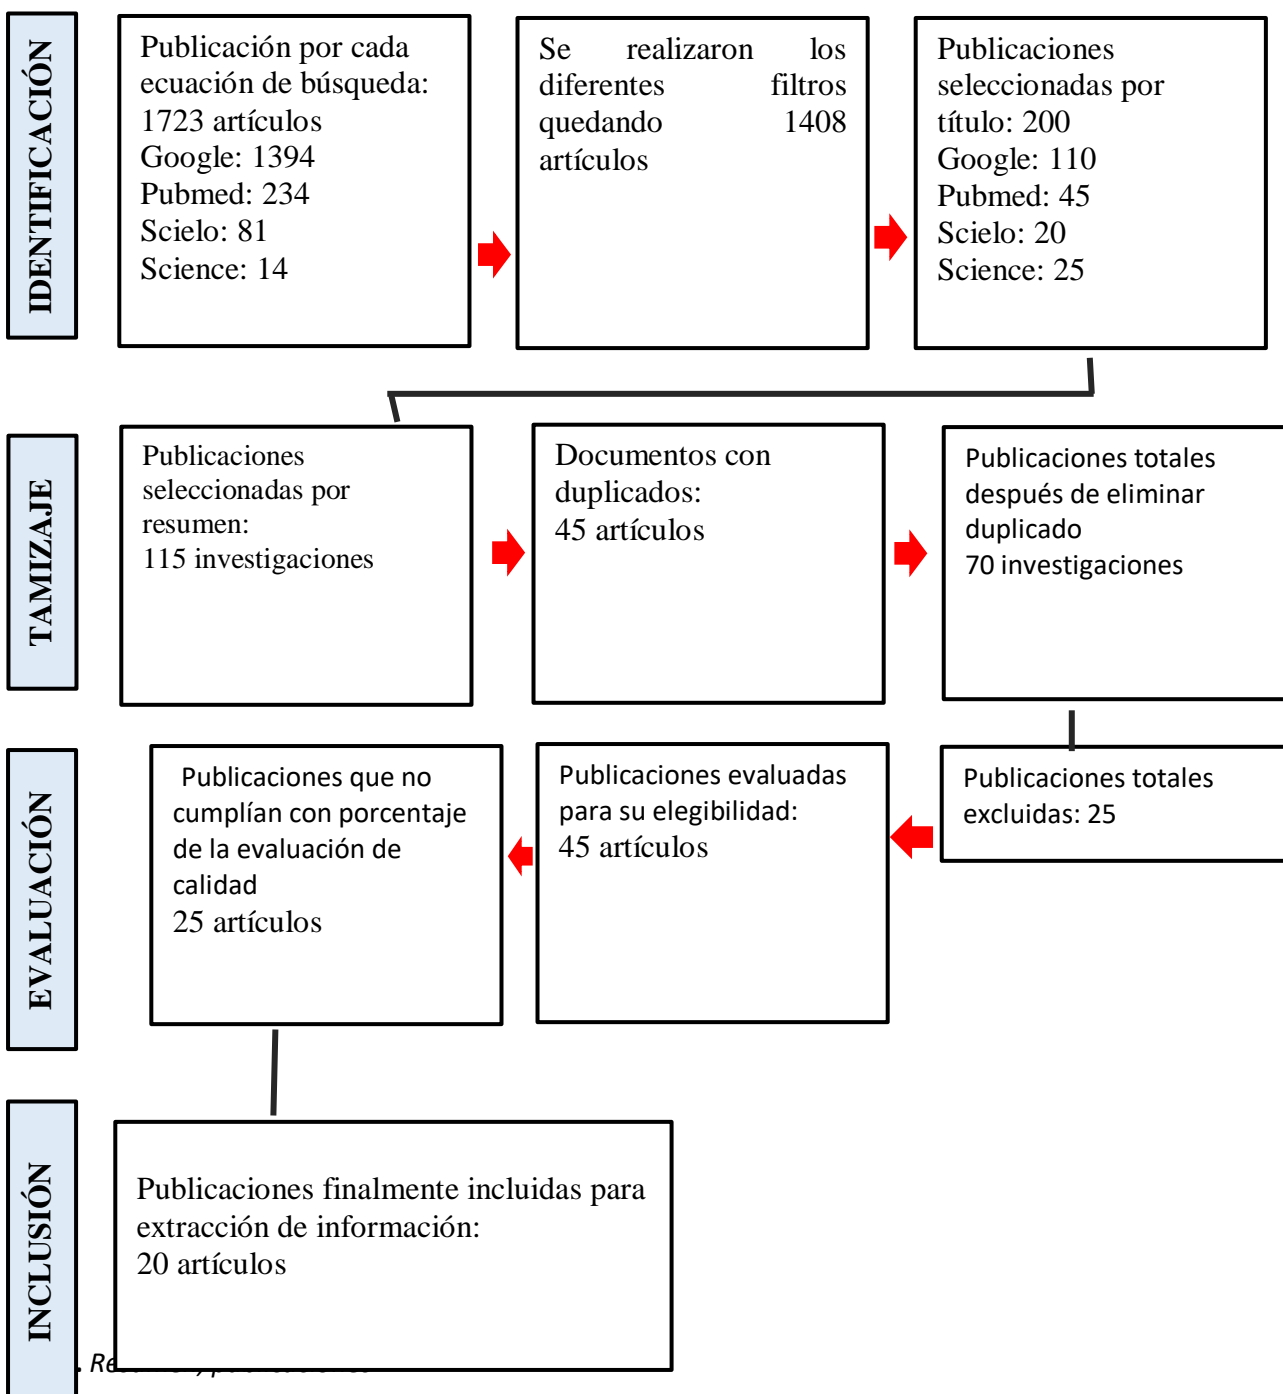 IDENTIFICACIÓN
Publicación por cada
ecuación de búsqueda:
1723 artículos
Google: 1394
Pubmed: 234
Scielo: 81
Science: 14
Se realizaron los
diferentes filtros
quedando 1408
artículos
Publicaciones
seleccionadas por
título: 200
Google: 110
Pubmed: 45
Scielo: 20
Science: 25
TAMIZAJE
Publicaciones
seleccionadas por
resumen:
115 investigaciones
Documentos con
duplicados:
45 artículos
Publicaciones totales
después de eliminar
duplicado
70 investigaciones
EVALUACIÓN
Publicaciones que no
cumplían con porcentaje
de la evaluación de
calidad
25 artículos
Publicaciones evaluadas
para su elegibilidad:
45 artículos
Publicaciones totales
excluidas: 25
INCLUSIÓN
Publicaciones finalmente incluidas para
extracción de información:
20 artículos